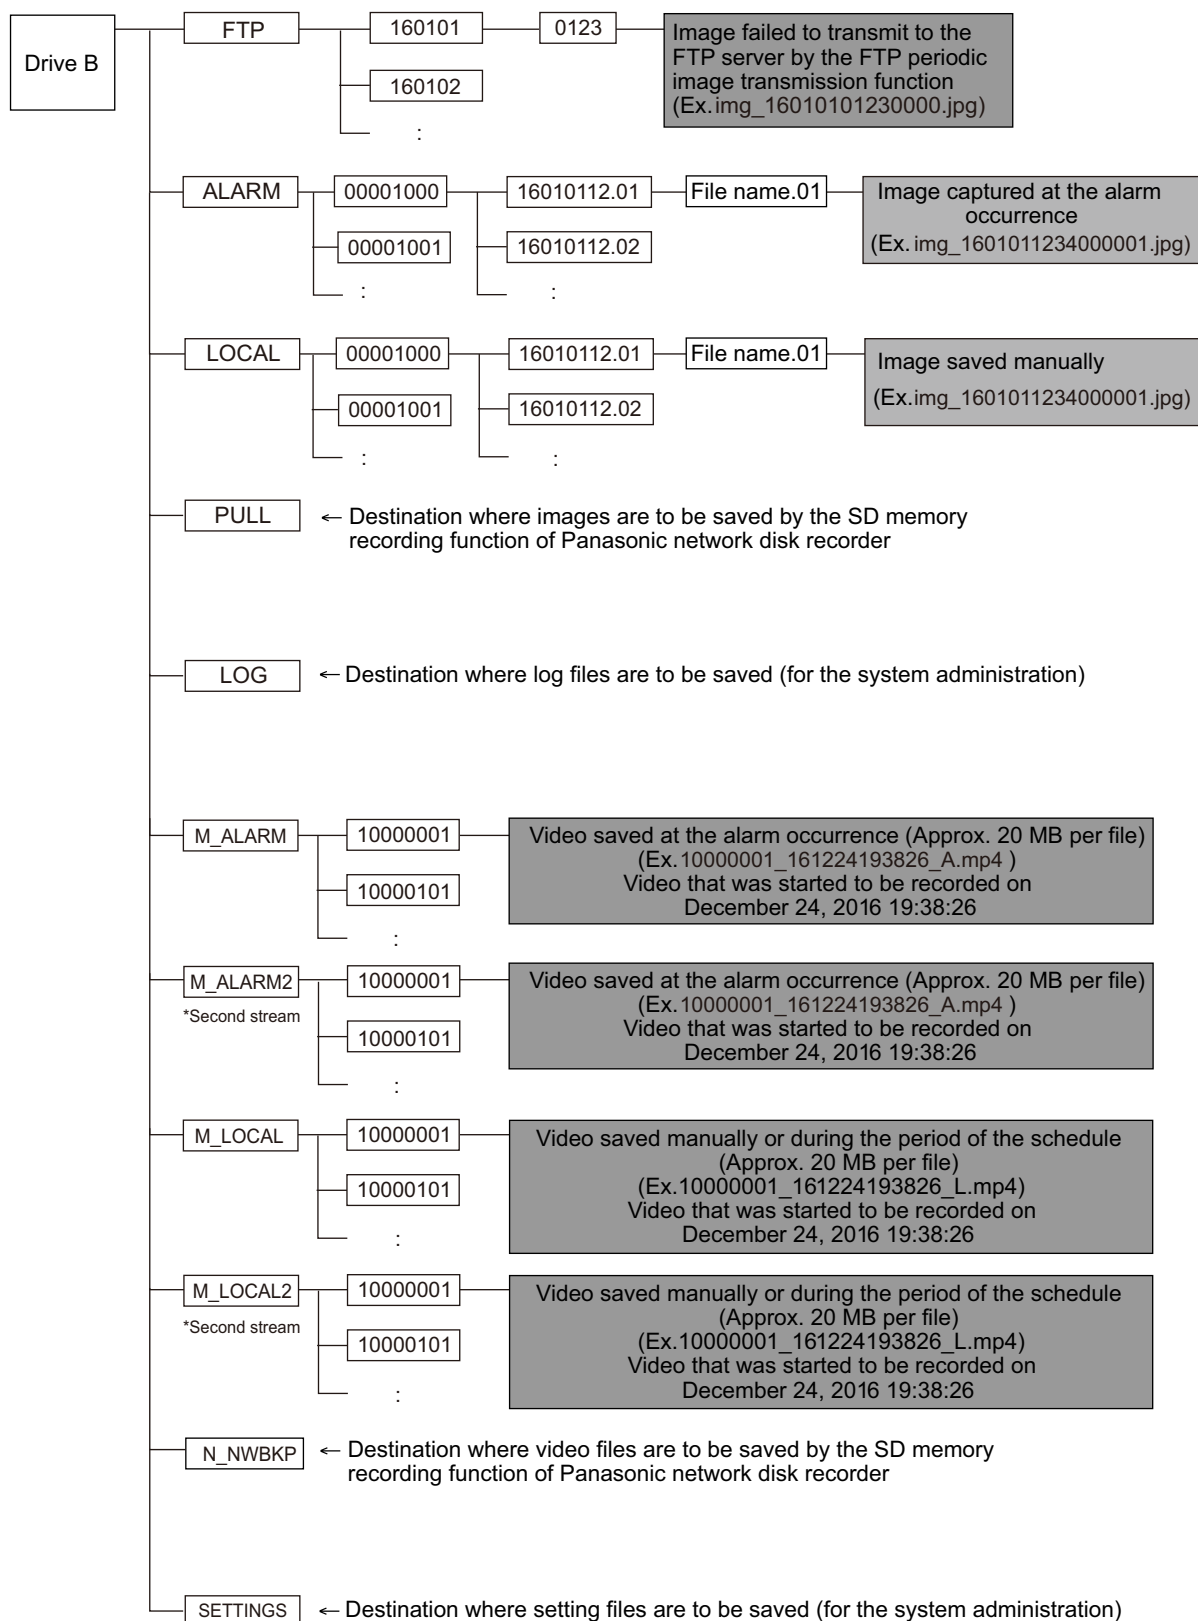 Drive B
FTP
160101
0123
Image failed to transmit to the
FTP server by the FTP periodic
image transmission function
(Ex.img_16010101230000.jpg)
160102
:
ALARM
00001000
16010112.01
File name.01
Image captured at the alarm
occurrence
(Ex. img_1601011234000001.jpg)
00001001
16010112.02
:
:
LOCAL
00001000
16010112.01
File name.01
Image saved manually
(Ex.img_1601011234000001.jpg)
00001001
16010112.02
:
:
PULL
← Destination where images are to be saved by the SD memory
recording function of Panasonic network disk recorder
LOG
← Destination where log files are to be saved (for the system administration)
M_ALARM
10000001
Video saved at the alarm occurrence (Approx. 20 MB per file)
(Ex.10000001_161224193826_A.mp4 )
Video that was started to be recorded on
December 24, 2016 19:38:26
10000101
:
M_ALARM2
*Second stream
10000001
Video saved at the alarm occurrence (Approx. 20 MB per file)
(Ex.10000001_161224193826_A.mp4 )
Video that was started to be recorded on
December 24, 2016 19:38:26
10000101
:
M_LOCAL
10000001
Video saved manually or during the period of the schedule
(Approx. 20 MB per file)
(Ex.10000001_161224193826_L.mp4)
Video that was started to be recorded on
December 24, 2016 19:38:26
10000101
:
M_LOCAL2
*Second stream
10000001
Video saved manually or during the period of the schedule
(Approx. 20 MB per file)
(Ex.10000001_161224193826_L.mp4)
Video that was started to be recorded on
December 24, 2016 19:38:26
10000101
:
N_NWBKP
← Destination where video files are to be saved by the SD memory
recording function of Panasonic network disk recorder
SETTINGS
← Destination where setting files are to be saved (for the system administration)